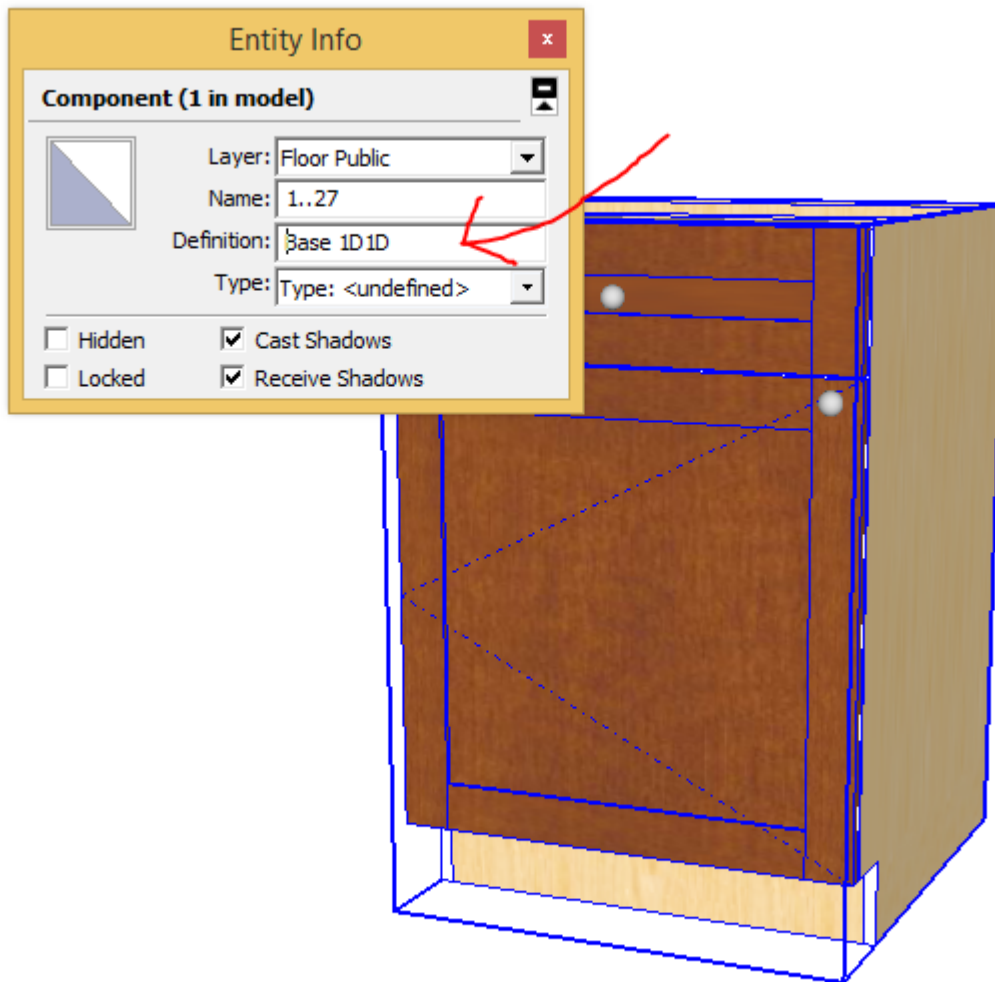 Entity Info
x
Component (1 in model)
Layer: Floor Public
Name: 1..27
Definition: Base 1D1D
Type: Type: <undefined>
Hidden Cast Shadows
Locked Receive Shadows